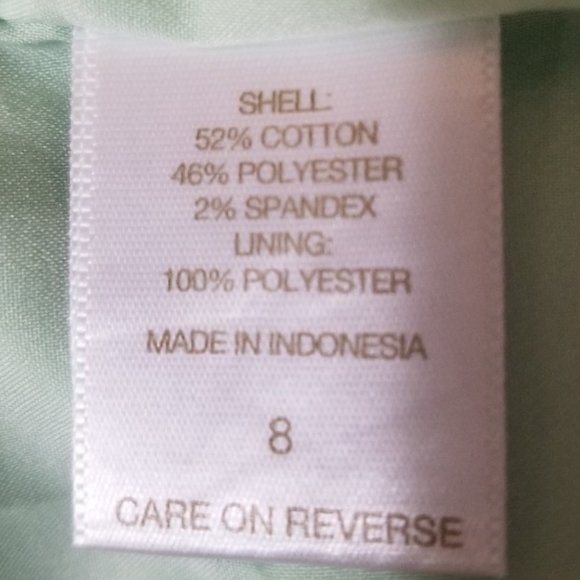 SHELL:
52% COTTON
46% POLYESTER
2% SPANDEX
LINING:
100% POLYESTER
MADE IN INDONESIA
8
CARE ON REVERSE